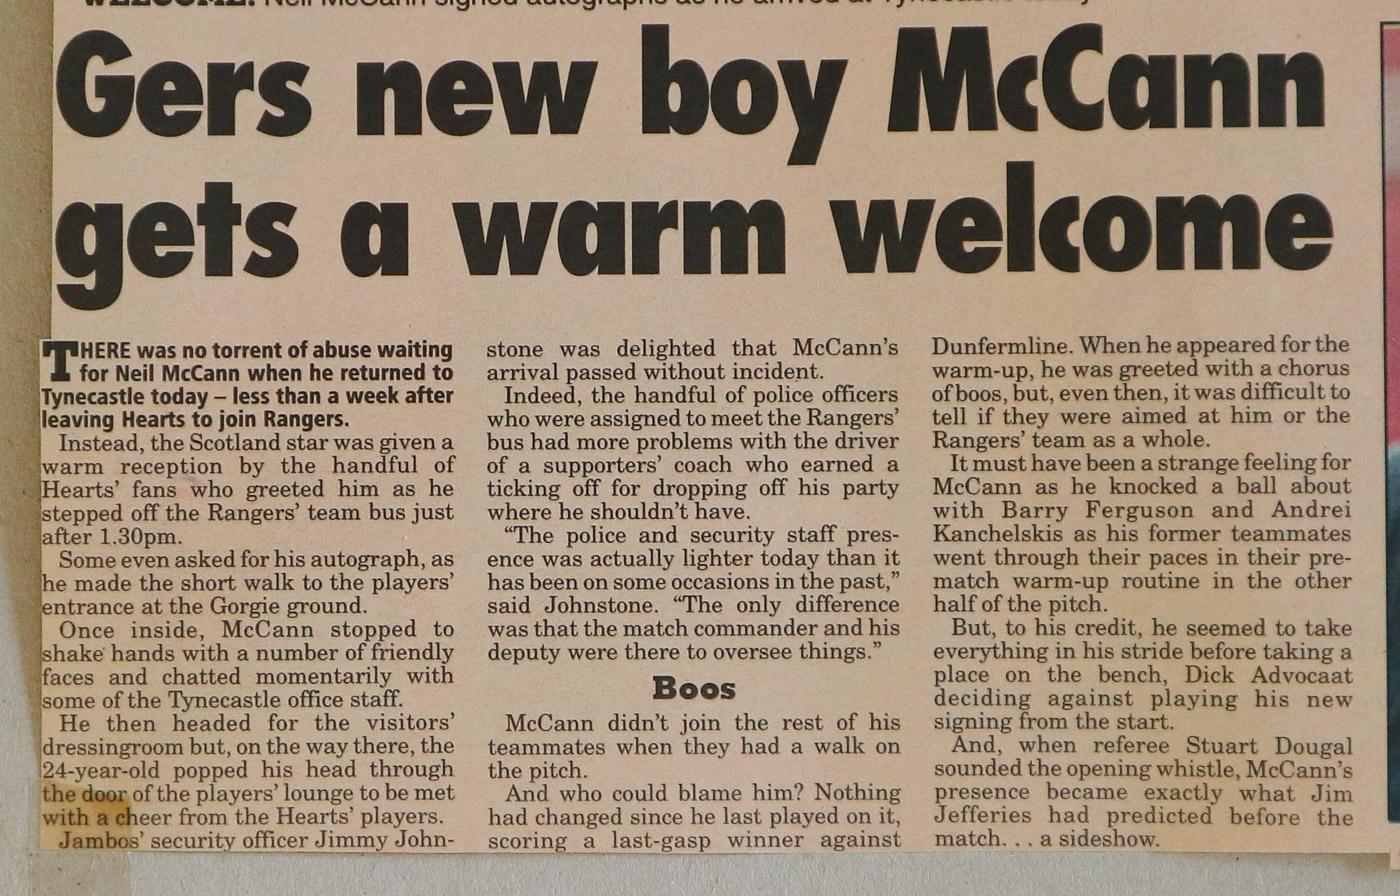 WELCOME: Neil McCann signed autographs as he arrived at Tynecastle today
Gers new boy McCann
gets a warm welcome
THERE was no torrent of abuse waiting
for Neil McCann when he returned to
Tynecastle today – less than a week after
leaving Hearts to join Rangers.
Instead, the Scotland star was given a
warm reception by the handful of
Hearts' fans who greeted him as he
stepped off the Rangers' team bus just
after 1.30pm.
Some even asked for his autograph, as
he made the short walk to the players'
entrance at the Gorgie ground.
Once inside, McCann stopped to
shake hands with a number of friendly
faces and chatted momentarily with
some of the Tynecastle office staff.
He then headed for the visitors'
dressingroom but, on the way there, the
24-year-old popped his head through
the door of the players' lounge to be met
with a cheer from the Hearts' players.
Jambos' security officer Jimmy John-
stone was delighted that McCann's
arrival passed without incident.
Indeed, the handful of police officers
who were assigned to meet the Rangers'
bus had more problems with the driver
of a supporters' coach who earned a
ticking off for dropping off his party
where he shouldn't have.
“The police and security staff pres-
ence was actually lighter today than it
has been on some occasions in the past,”
said Johnstone. “The only difference
was that the match commander and his
deputy were there to oversee things.”
Boos
McCann didn't join the rest of his
teammates when they had a walk on
the pitch.
And who could blame him? Nothing
had changed since he last played on it,
scoring a last-gasp winner against
Dunfermline. When he appeared for the
warm-up, he was greeted with a chorus
of boos, but, even then, it was difficult to
tell if they were aimed at him or the
Rangers' team as a whole.
It must have been a strange feeling for
McCann as he knocked a ball about
with Barry Ferguson and Andrei
Kanchelskis as his former teammates
went through their paces in their pre-
match warm-up routine in the other
half of the pitch.
But, to his credit, he seemed to take
everything in his stride before taking a
place on the bench, Dick Advocaat
deciding against playing his new
signing from the start.
And, when referee Stuart Dougal
sounded the opening whistle, McCann's
presence became exactly what Jim
Jefferies had predicted before the
match. . . a sideshow.